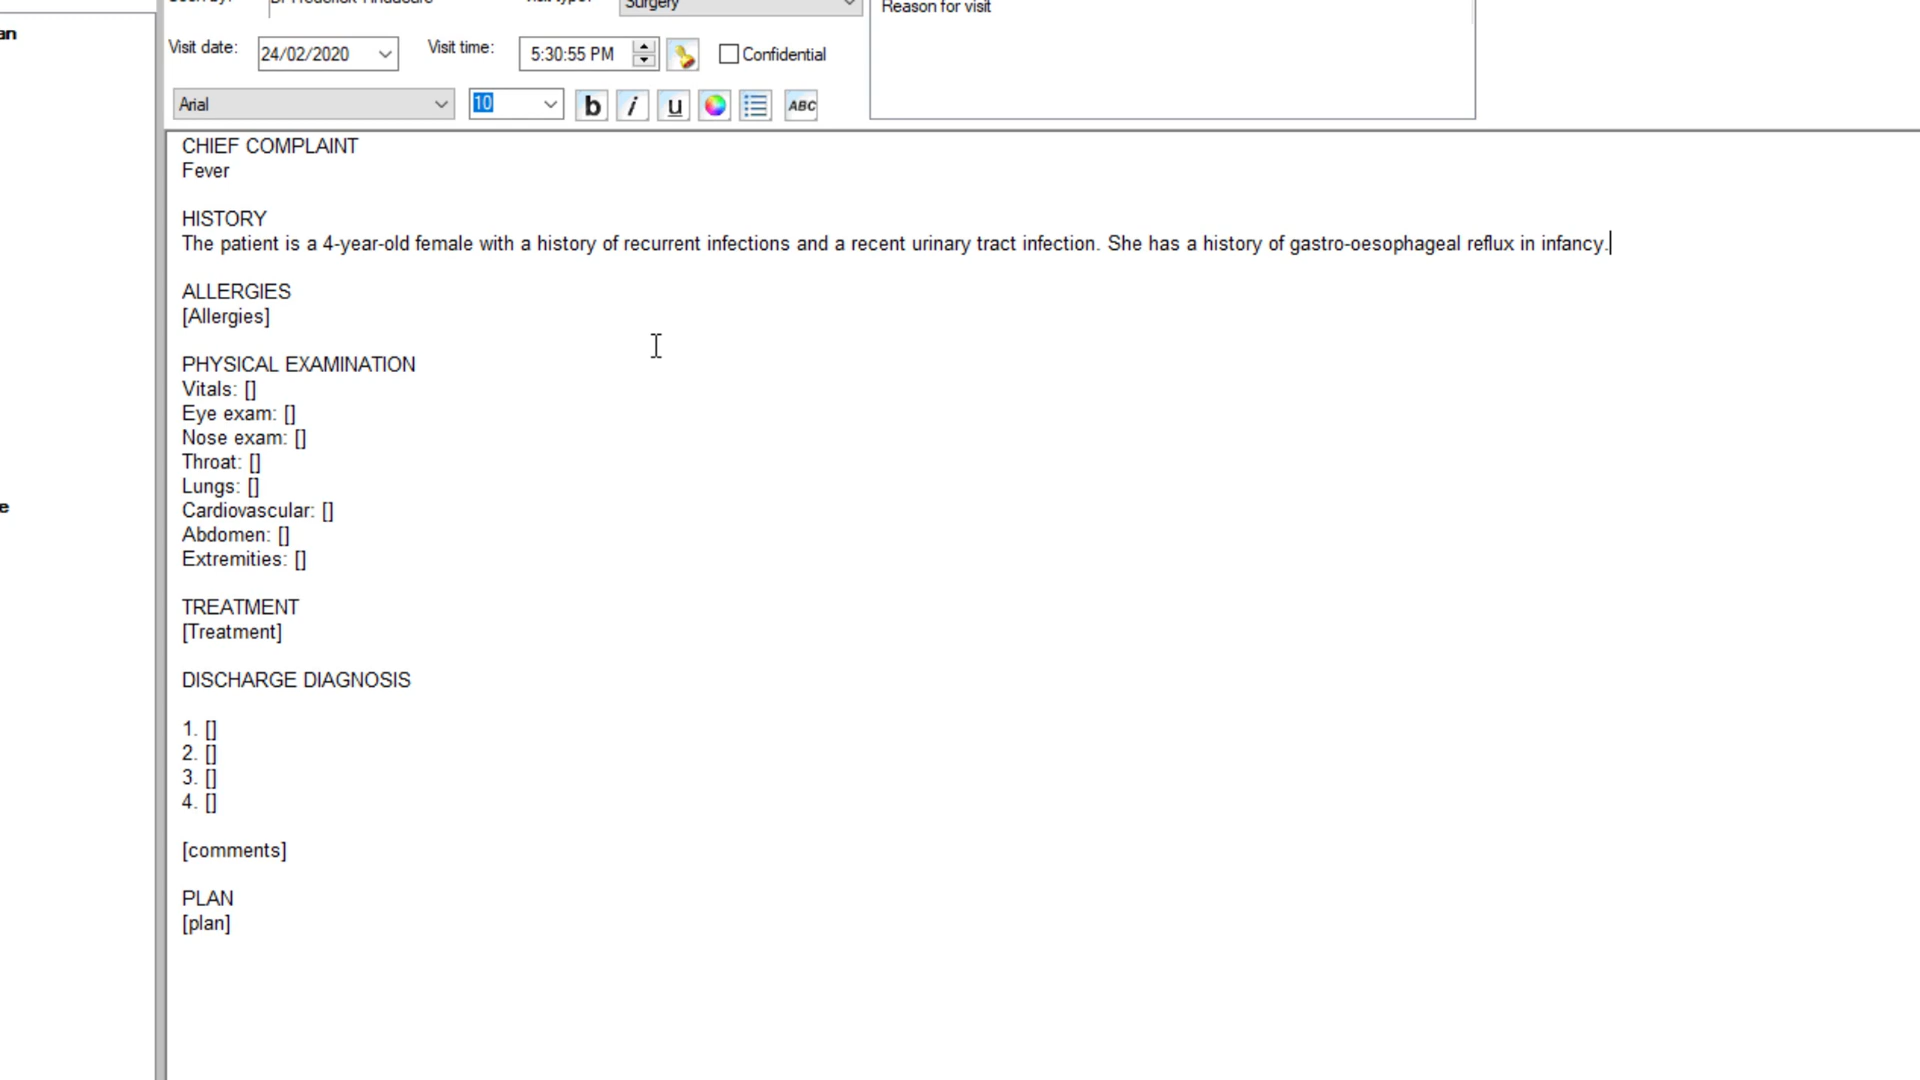 Surgery
Reason for visit
an
Visit date:
24/02/2020
Visit time:
5:30:55 PM
Confidential
Arial
10
b
i
u
ABC
CHIEF COMPLAINT
Fever
HISTORY
The patient is a 4-year-old female with a history of recurrent infections and a recent urinary tract infection. She has a history of gastro-oesophageal reflux in infancy.
ALLERGIES
[Allergies]
PHYSICAL EXAMINATION
Vitals: []
Eye exam: []
Nose exam: []
Throat: []
Lungs: []
e
Cardiovascular: []
Abdomen: []
Extremities: []
TREATMENT
[Treatment]
DISCHARGE DIAGNOSIS
1. []
2. []
3. []
4. []
[comments]
PLAN
[plan]